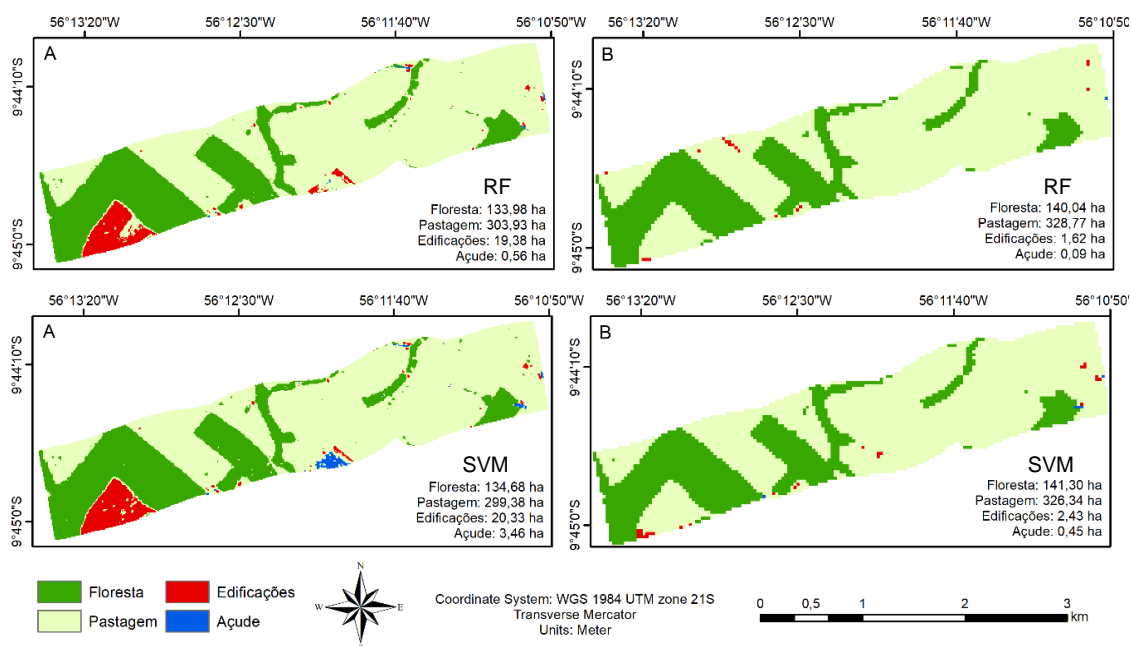 56°13'20"W 56°12'30"W 56°11'40"W 56°10'50"W 56°13'20"W 56°12'30"W 56°11'40"W 56°10'50"W
A
B
9°44'10"S
9°44'10"S
RF
RF
Floresta: 133,98 ha
Pastagem: 303,93 ha
Edificações: 19,38 ha
Açude: 0,56 ha
Floresta: 140,04 ha
Pastagem: 328,77 ha
Edificações: 1,62 ha
Açude: 0,09 ha
9°45'0"S
9°45'0"S
56°13'20"W 56°12'30"W 56°11'40"W 56°10'50"W 56°13'20"W 56°12'30"W 56°11'40"W 56°10'50"W
A
B
9°44'10"S
9°44'10"S
SVM
SVM
Floresta: 134,68 ha
Pastagem: 299,38 ha
Edificações: 20,33 ha
Açude: 3,46 ha
Floresta: 141,30 ha
Pastagem: 326,34 ha
Edificações: 2,43 ha
Açude: 0,45 ha
9°45'0"S
9°45'0"S
Floresta
Edificações
Pastagem
Açude
N
W E
S
Coordinate System: WGS 1984 UTM zone 21S
Transverse Mercator
Units: Meter
0 0,5 1 2 3
km